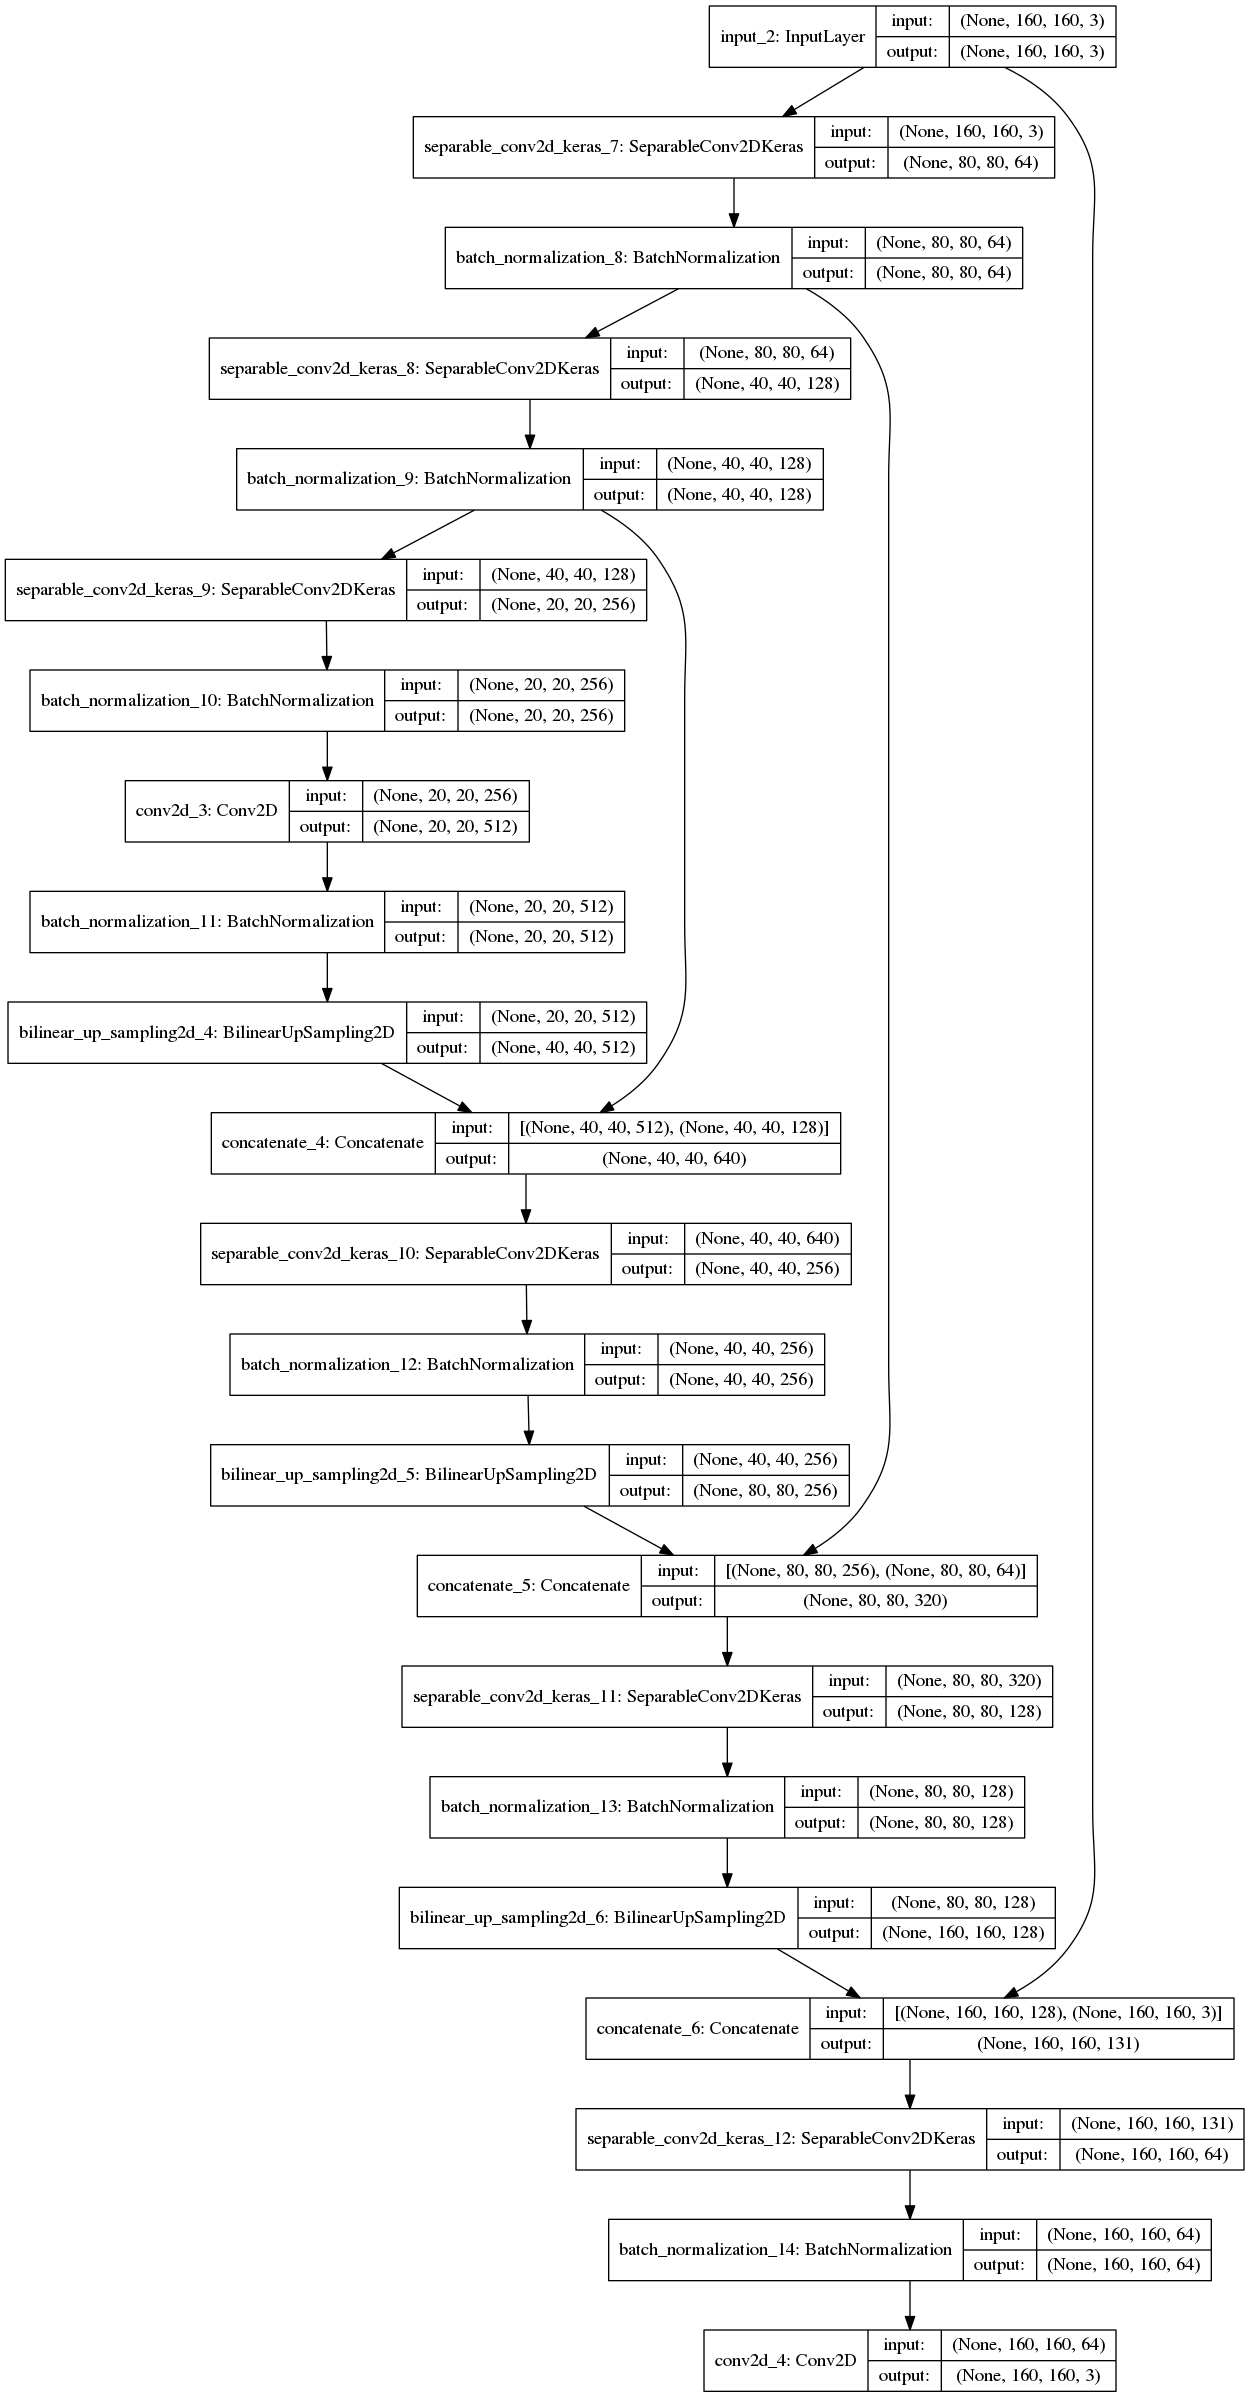 input_2: InputLayer
input: (None, 160, 160, 3)
output: (None, 160, 160, 3)
separable_conv2d_keras_7: SeparableConv2DKeras
input: (None, 160, 160, 3)
output: (None, 80, 80, 64)
batch_normalization_8: BatchNormalization
input: (None, 80, 80, 64)
output: (None, 80, 80, 64)
separable_conv2d_keras_8: SeparableConv2DKeras
input: (None, 80, 80, 64)
output: (None, 40, 40, 128)
batch_normalization_9: BatchNormalization
input: (None, 40, 40, 128)
output: (None, 40, 40, 128)
separable_conv2d_keras_9: SeparableConv2DKeras
input: (None, 40, 40, 128)
output: (None, 20, 20, 256)
batch_normalization_10: BatchNormalization
input: (None, 20, 20, 256)
output: (None, 20, 20, 256)
conv2d_3: Conv2D
input: (None, 20, 20, 256)
output: (None, 20, 20, 512)
batch_normalization_11: BatchNormalization
input: (None, 20, 20, 512)
output: (None, 20, 20, 512)
bilinear_up_sampling2d_4: BilinearUpSampling2D
input: (None, 20, 20, 512)
output: (None, 40, 40, 512)
concatenate_4: Concatenate
input: [(None, 40, 40, 512), (None, 40, 40, 128)]
output: (None, 40, 40, 640)
separable_conv2d_keras_10: SeparableConv2DKeras
input: (None, 40, 40, 640)
output: (None, 40, 40, 256)
batch_normalization_12: BatchNormalization
input: (None, 40, 40, 256)
output: (None, 40, 40, 256)
bilinear_up_sampling2d_5: BilinearUpSampling2D
input: (None, 40, 40, 256)
output: (None, 80, 80, 256)
concatenate_5: Concatenate
input: [(None, 80, 80, 256), (None, 80, 80, 64)]
output: (None, 80, 80, 320)
separable_conv2d_keras_11: SeparableConv2DKeras
input: (None, 80, 80, 320)
output: (None, 80, 80, 128)
batch_normalization_13: BatchNormalization
input: (None, 80, 80, 128)
output: (None, 80, 80, 128)
bilinear_up_sampling2d_6: BilinearUpSampling2D
input: (None, 80, 80, 128)
output: (None, 160, 160, 128)
concatenate_6: Concatenate
input: [(None, 160, 160, 128), (None, 160, 160, 3)]
output: (None, 160, 160, 131)
separable_conv2d_keras_12: SeparableConv2DKeras
input: (None, 160, 160, 131)
output: (None, 160, 160, 64)
batch_normalization_14: BatchNormalization
input: (None, 160, 160, 64)
output: (None, 160, 160, 64)
conv2d_4: Conv2D
input: (None, 160, 160, 64)
output: (None, 160, 160, 3)